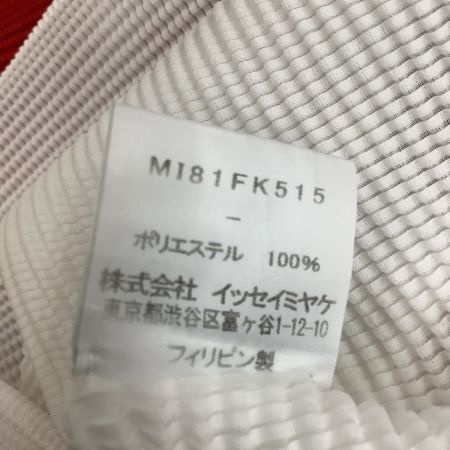 MI81FK515
–
ポリエステル 100%
株式会社 イッセイミヤケ
東京都渋谷区富ヶ谷1-12-10
フィリピン製